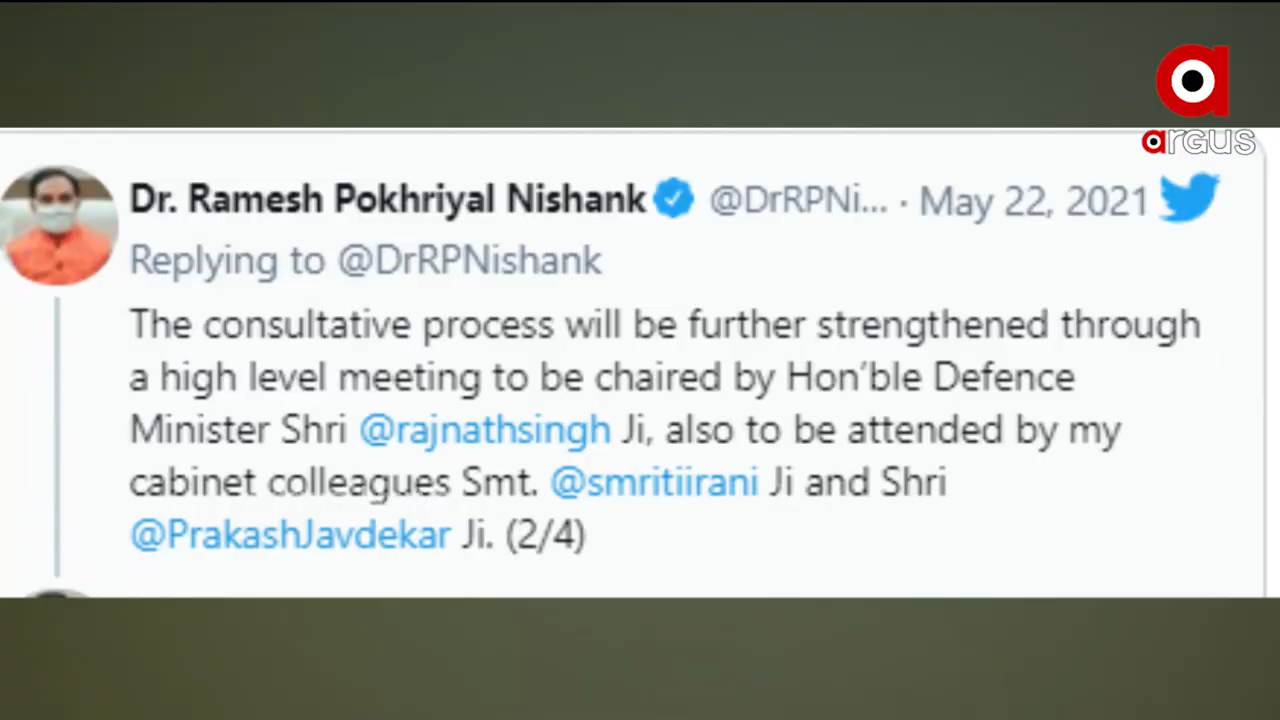 argus
Dr. Ramesh Pokhriyal Nishank @DrRPNi... · May 22, 2021
Replying to @DrRPNishank
The consultative process will be further strengthened through
a high level meeting to be chaired by Hon'ble Defence
Minister Shri @rajnathsingh Ji, also to be attended by my
cabinet colleagues Smt. @smritiirani Ji and Shri
@PrakashJavdekar Ji. (2/4)